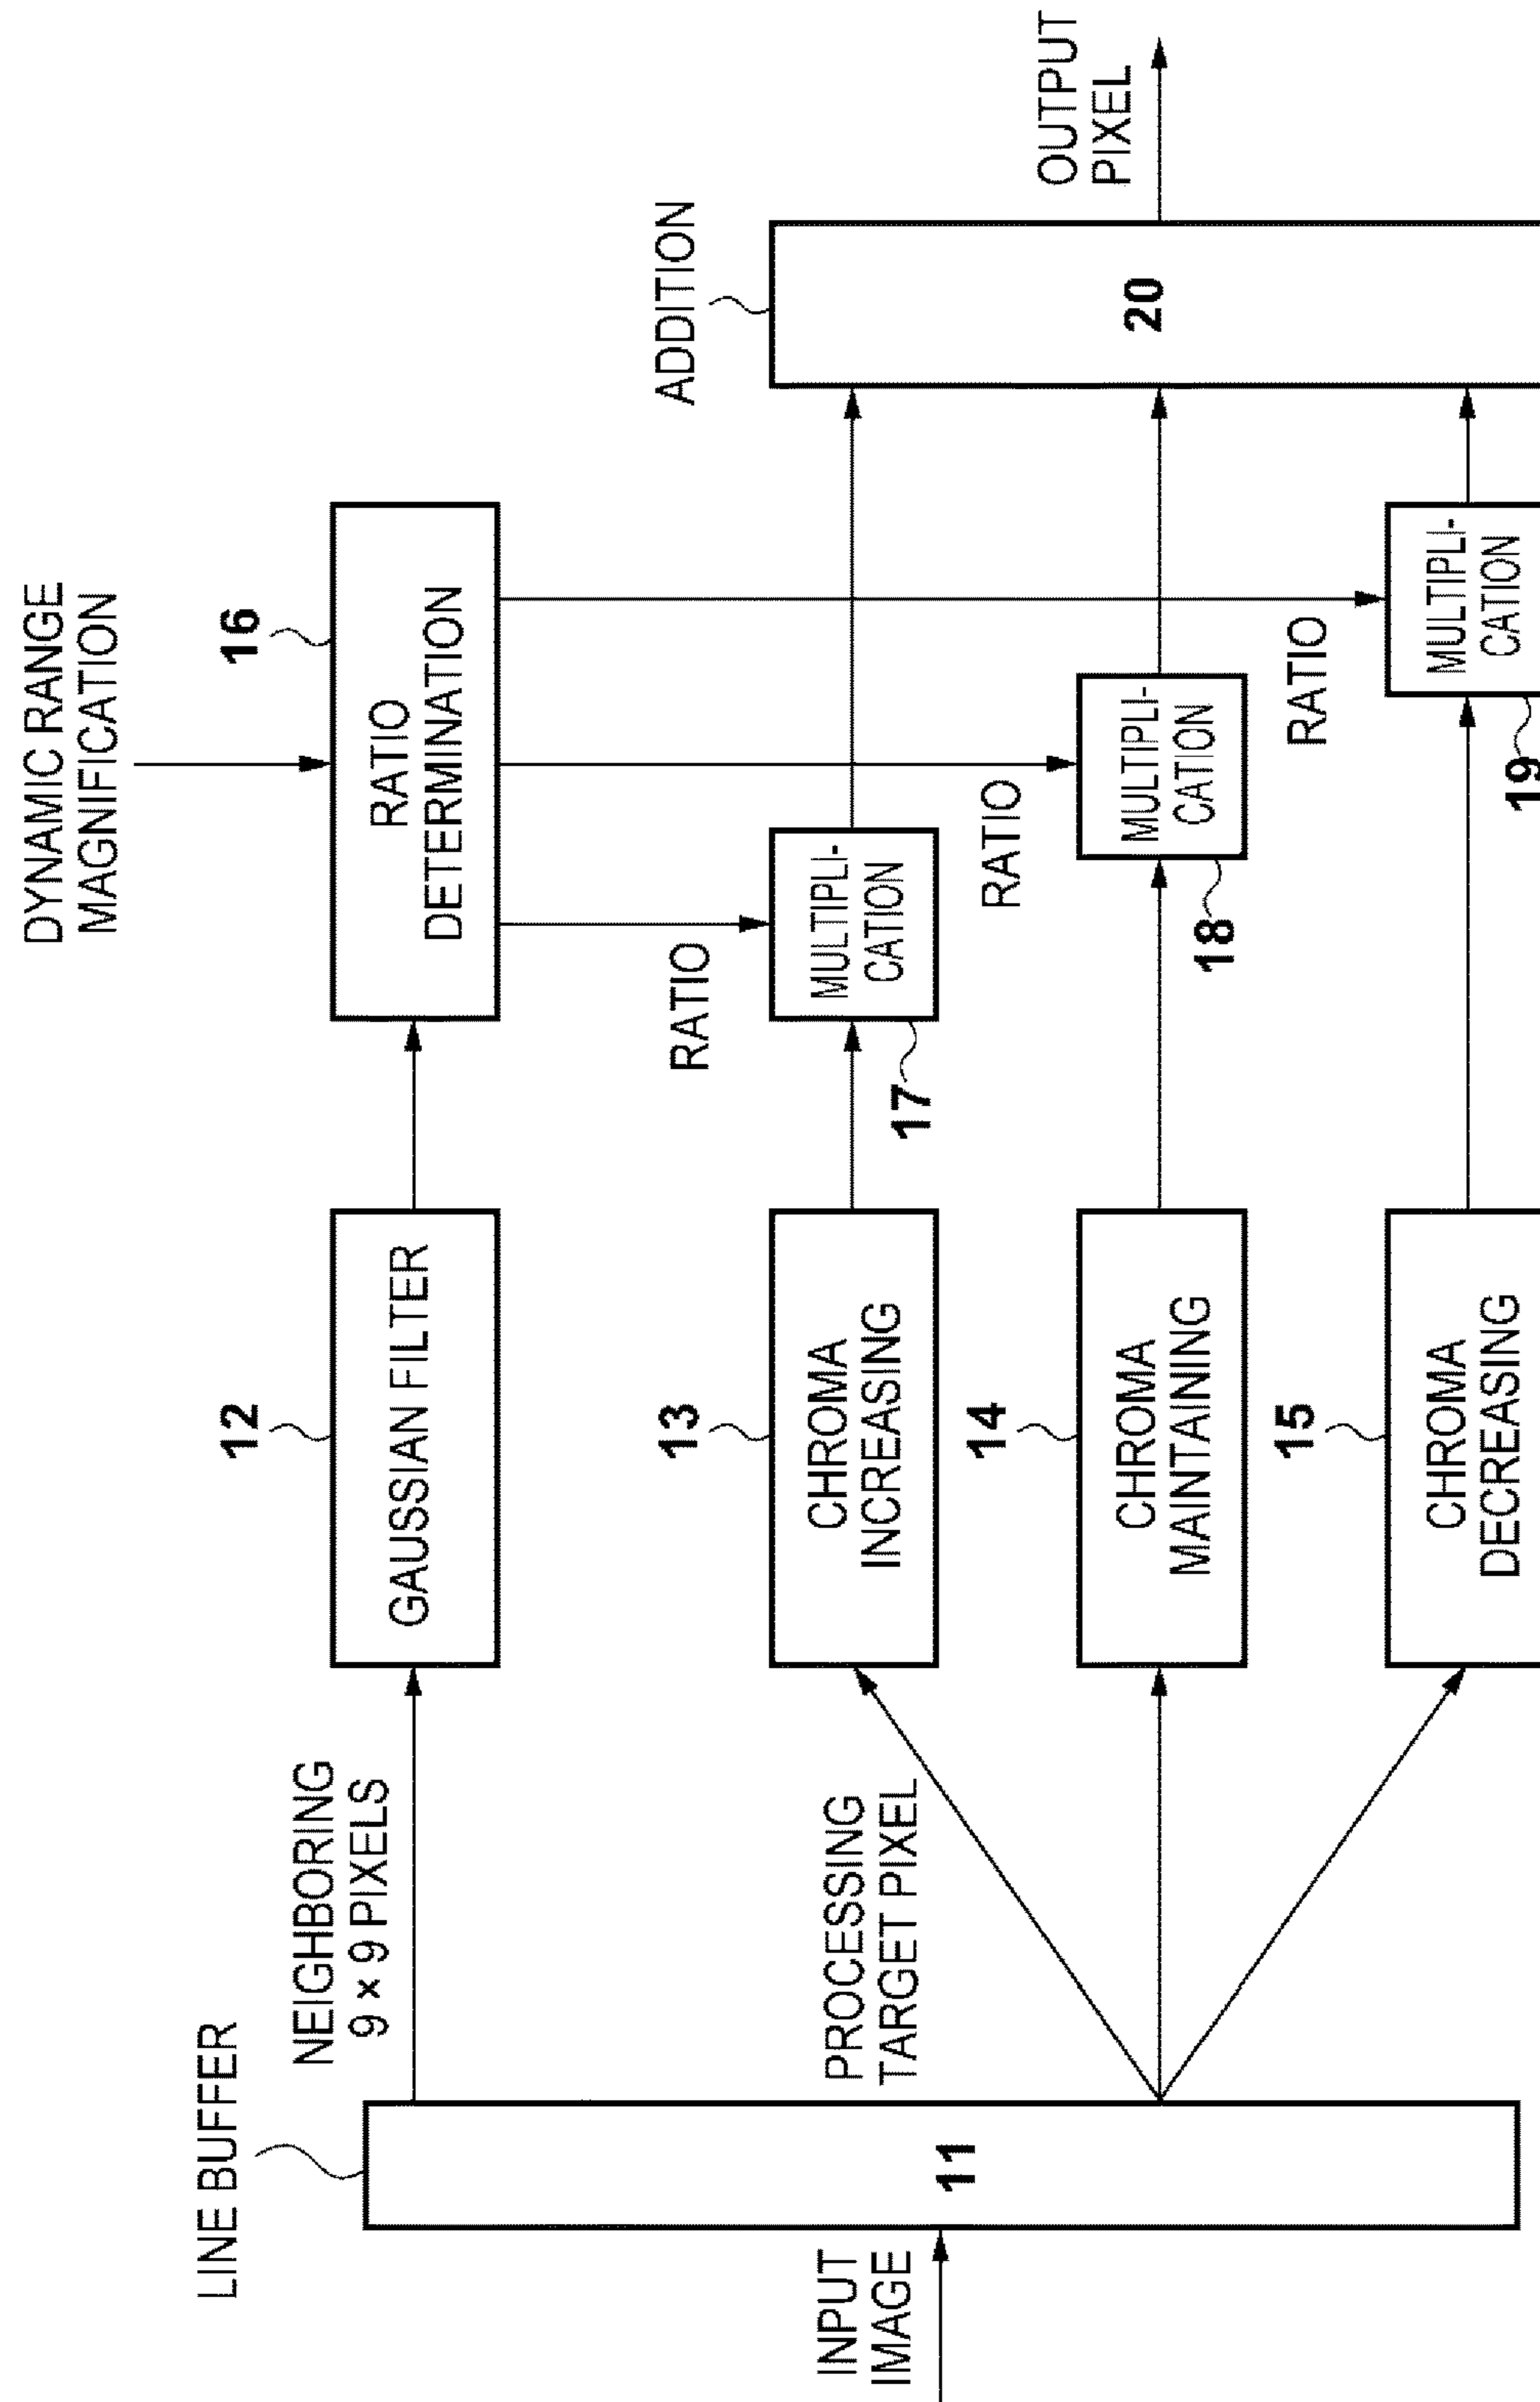 DYNAMIC RANGE
MAGNIFICATION
LINE BUFFER
NEIGHBORING
9 × 9 PIXELS
12
GAUSSIAN FILTER
16
RATIO
DETERMINATION
ADDITION
INPUT
IMAGE
11
PROCESSING
TARGET PIXEL
13
CHROMA
INCREASING
RATIO
MULTIPLI-
CATION
17
14
CHROMA
MAINTAINING
RATIO
MULTIPLI-
CATION
18
15
CHROMA
DECREASING
RATIO
MULTIPLI-
CATION
19
20
OUTPUT
PIXEL